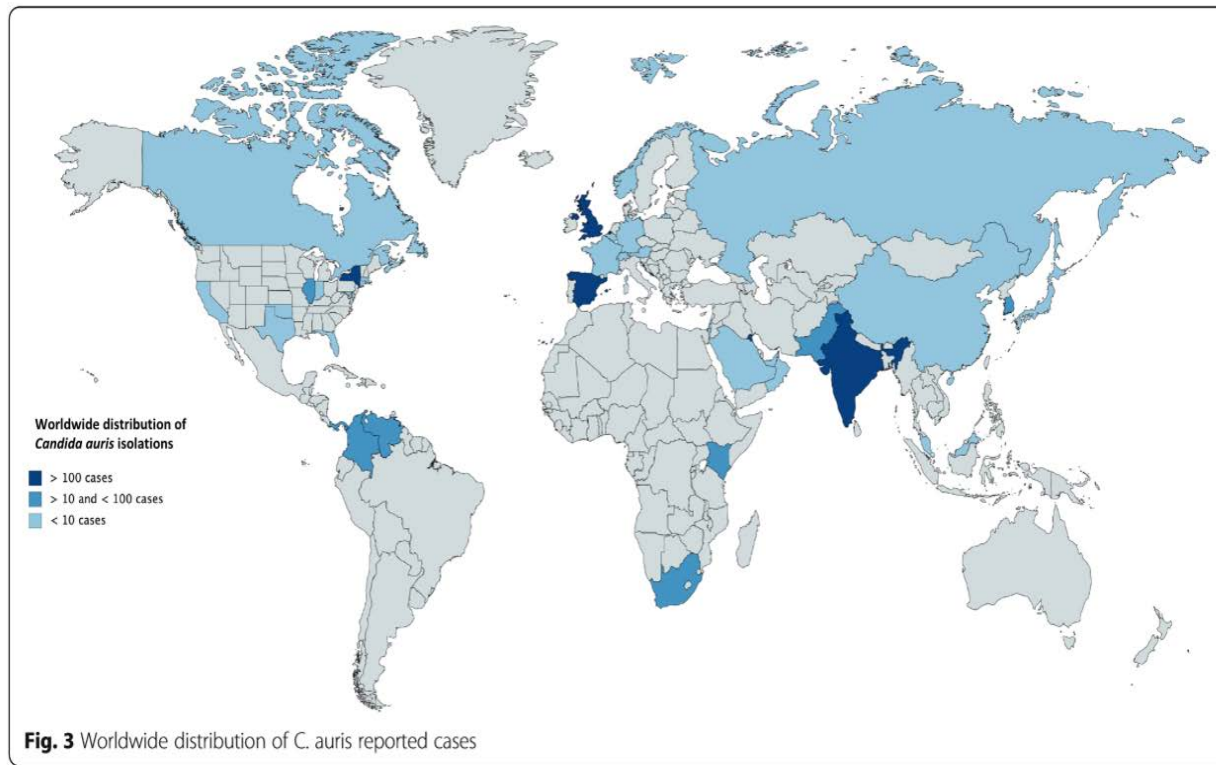 Worldwide distribution of
Candida auris isolations
> 100 cases
> 10 and < 100 cases
< 10 cases
Fig. 3 Worldwide distribution of C. auris reported cases